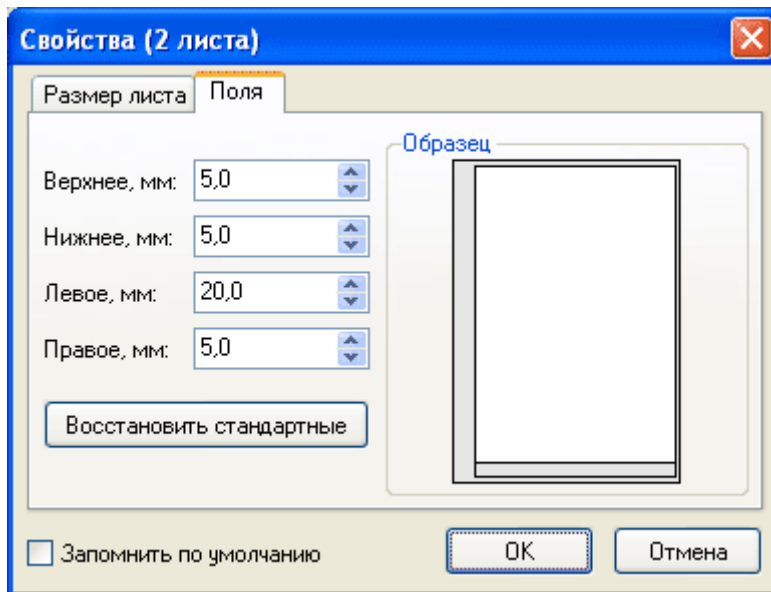 Свойства (2 листа)
Размер листа
Поля
Верхнее, мм:
5,0
Нижнее, мм:
5,0
Левое, мм:
20,0
Правое, мм:
5,0
Восстановить стандартные
Образец
Запомнить по умолчанию
OK
Отмена